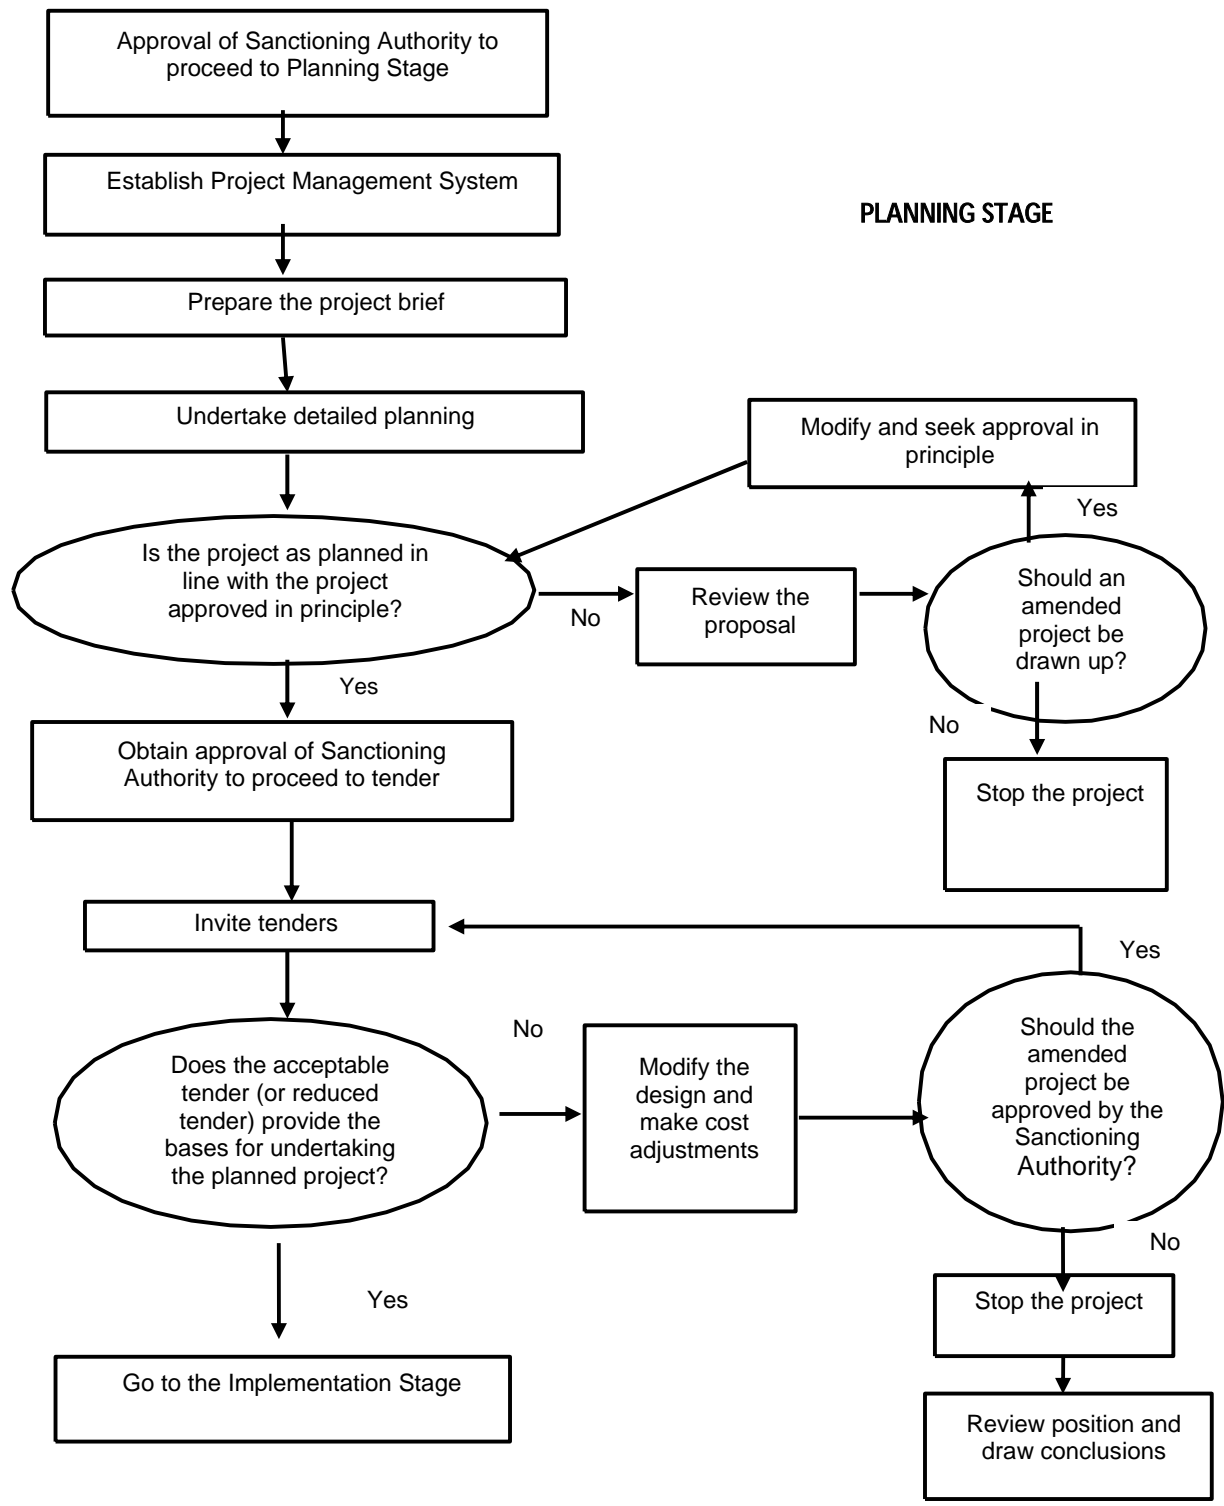 Approval of Sanctioning Authority to
proceed to Planning Stage
Establish Project Management System
PLANNING STAGE
Prepare the project brief
Undertake detailed planning
Modify and seek approval in
principle
Yes
Is the project as planned in
line with the project
approved in principle?
No
Review the
proposal
Should an
amended
project be
drawn up?
Yes
No
Obtain approval of Sanctioning
Authority to proceed to tender
Stop the project
Invite tenders
Yes
Does the acceptable
tender (or reduced
tender) provide the
bases for undertaking
the planned project?
No
Modify the
design and
make cost
adjustments
Should the
amended
project be
approved by the
Sanctioning
Authority?
No
Yes
Stop the project
Go to the Implementation Stage
Review position and
draw conclusions